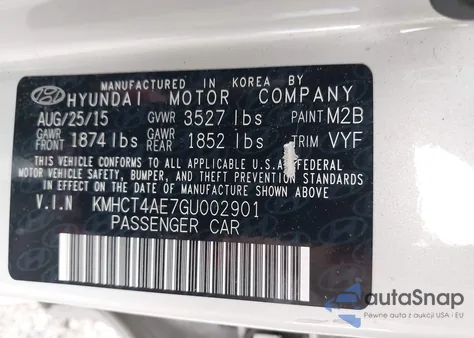 MANUFACTURED IN KOREA
HYUNDAI MOTOR COMPANY
AUG/25/15 GVWR 3527 lbs PAINT M2B
GAWR FRONT 1874 lbs GAWR REAR 1852 lbs TRIM VYF
THIS VEHICLE CONFORMS TO ALL APPLICABLE U.S.A FEDERAL
MOTOR VEHICLE SAFETY, BUMPER, AND THEFT PREVENTION STANDARDS
IN EFFECT ON THE DATE OF MANUFACTURE SHOWN ABOVE.
V.I.N KMHCT4AE7GU002901
PASSENGER CAR
autaSnap
Pewne auta z aukcji USA i EU